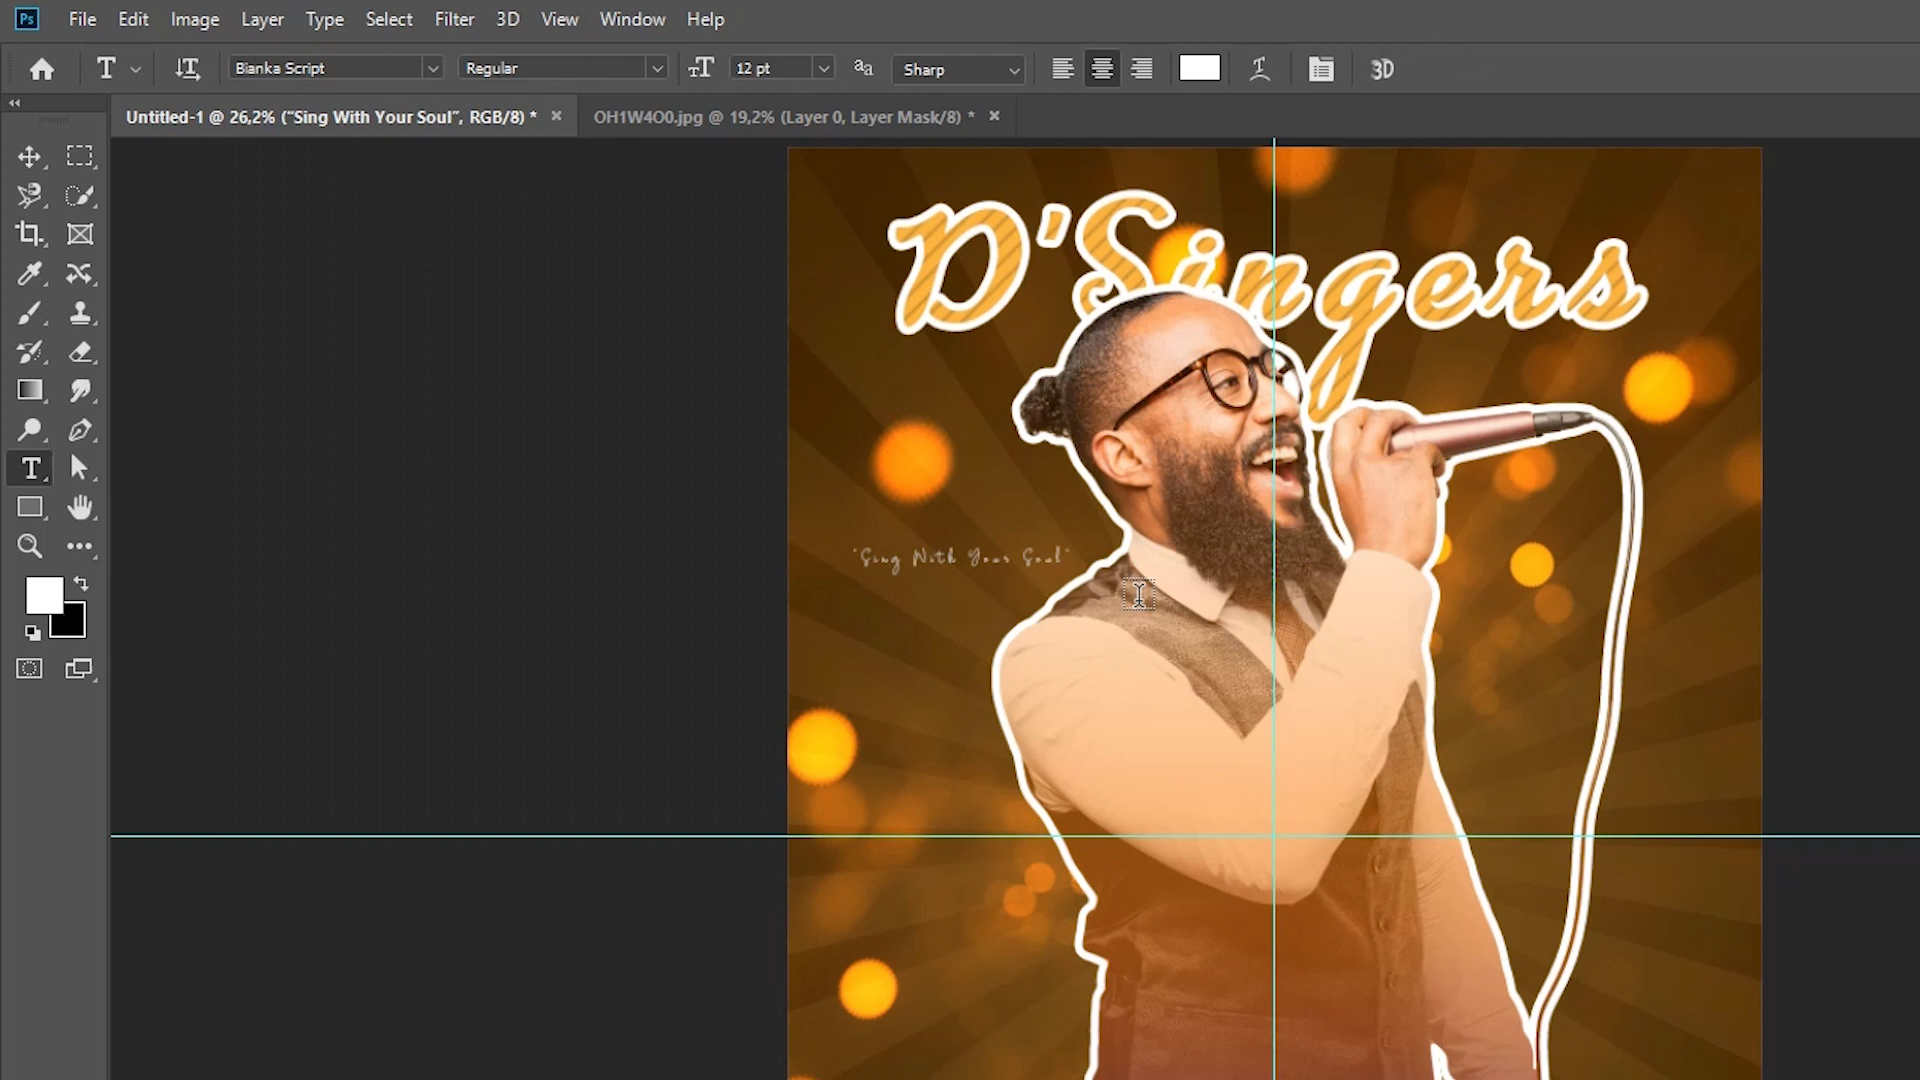 Ps File Edit Image Layer Type Select Filter 3D View Window Help
T Bianka Script Regular 12 pt aa Sharp 3D
Untitled-1 @ 26,2% (“Sing With Your Soul”, RGB/8) * × OH1W4O0.jpg @ 19,2% (Layer 0, Layer Mask/8) * ×
D'Singers
"Sing With Your Soul"